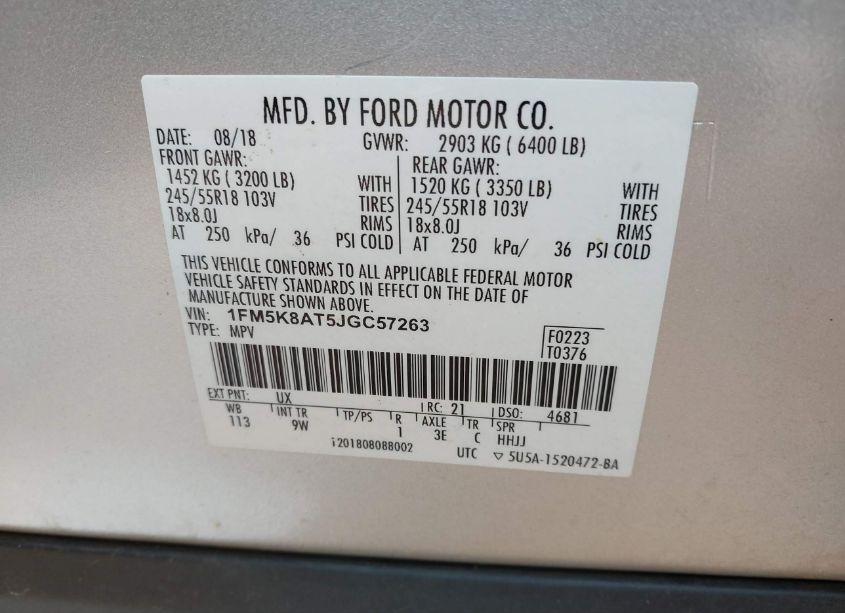 MFD. BY FORD MOTOR CO.
DATE: 08/18 GVWR: 2903 KG ( 6400 LB)
FRONT GAWR: REAR GAWR:
1452 KG ( 3200 LB) WITH 1520 KG ( 3350 LB) WITH
245/55R18 103V TIRES 245/55R18 103V TIRES
18x8.0J RIMS 18x8.0J RIMS
AT 250 kPa/ 36 PSI COLD AT 250 kPa/ 36 PSI COLD
THIS VEHICLE CONFORMS TO ALL APPLICABLE FEDERAL MOTOR
VEHICLE SAFETY STANDARDS IN EFFECT ON THE DATE OF
MANUFACTURE SHOWN ABOVE.
VIN: 1FM5K8AT5JGC57263
TYPE: MPV
F0223
T0376
EXT PNT: UX RC: 21 DSO: 4681
WB INT TR TP/PS R AXLE TR SPR
113 9W 1 3E C HHJJ
i201808088002 UTC ▽ 5U5A-1520472-BA